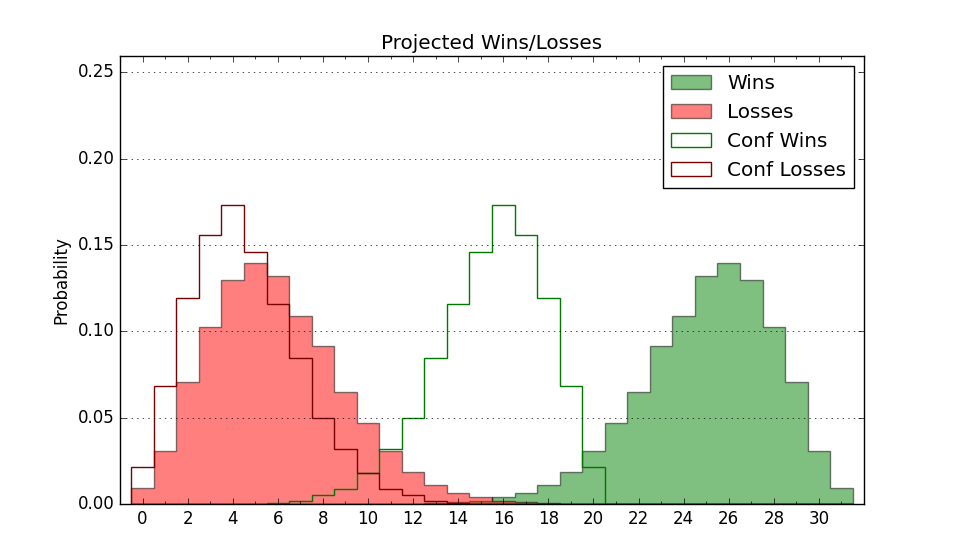 Projected Wins/Losses
0.25
0.20
0.15
0.10
0.05
0.00
Probability
Wins
Losses
Conf Wins
Conf Losses
0 2 4 6 8 10 12 14 16 18 20 22 24 26 28 30